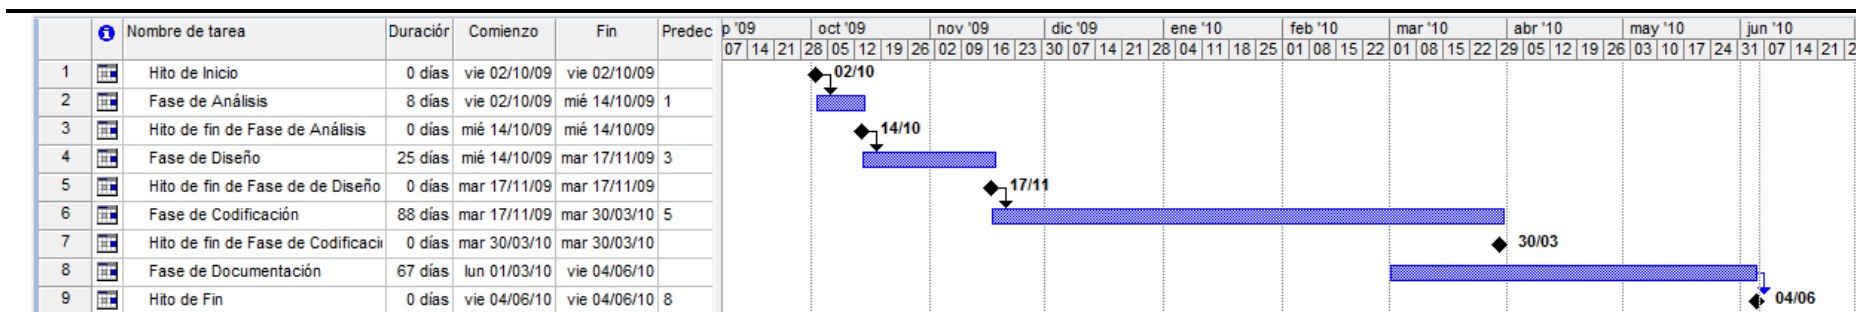 Nombre de tarea Duración Comienzo Fin Predec p '09 oct '09 nov '09 dic '09 ene '10 feb '10 mar '10 abr '10 may '10 jun '10
07 14 21 28 05 12 19 26 02 09 16 23 30 07 14 21 28 04 11 18 25 01 08 15 22 01 08 15 22 29 05 12 19 26 03 10 17 24 31 07 14 21 2
1 Hito de Inicio 0 días vie 02/10/09 vie 02/10/09 02/10
2 Fase de Análisis 8 días vie 02/10/09 mié 14/10/09 1
3 Hito de fin de Fase de Análisis 0 días mié 14/10/09 mié 14/10/09 14/10
4 Fase de Diseño 25 días mié 14/10/09 mar 17/11/09 3
5 Hito de fin de Fase de de Diseño 0 días mar 17/11/09 mar 17/11/09 17/11
6 Fase de Codificación 88 días mar 17/11/09 mar 30/03/10 5
7 Hito de fin de Fase de Codificaci 0 días mar 30/03/10 mar 30/03/10 30/03
8 Fase de Documentación 67 días lun 01/03/10 vie 04/06/10
9 Hito de Fin 0 días vie 04/06/10 vie 04/06/10 8 04/06